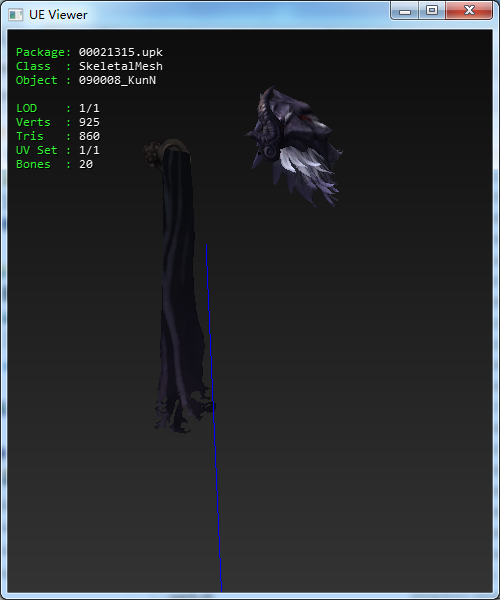 UE Viewer
Package: 00021315.upk
Class  : SkeletalMesh
Object : 090008_KunN
LOD    : 1/1
Verts  : 925
Tris   : 860
UV Set : 1/1
Bones  : 20